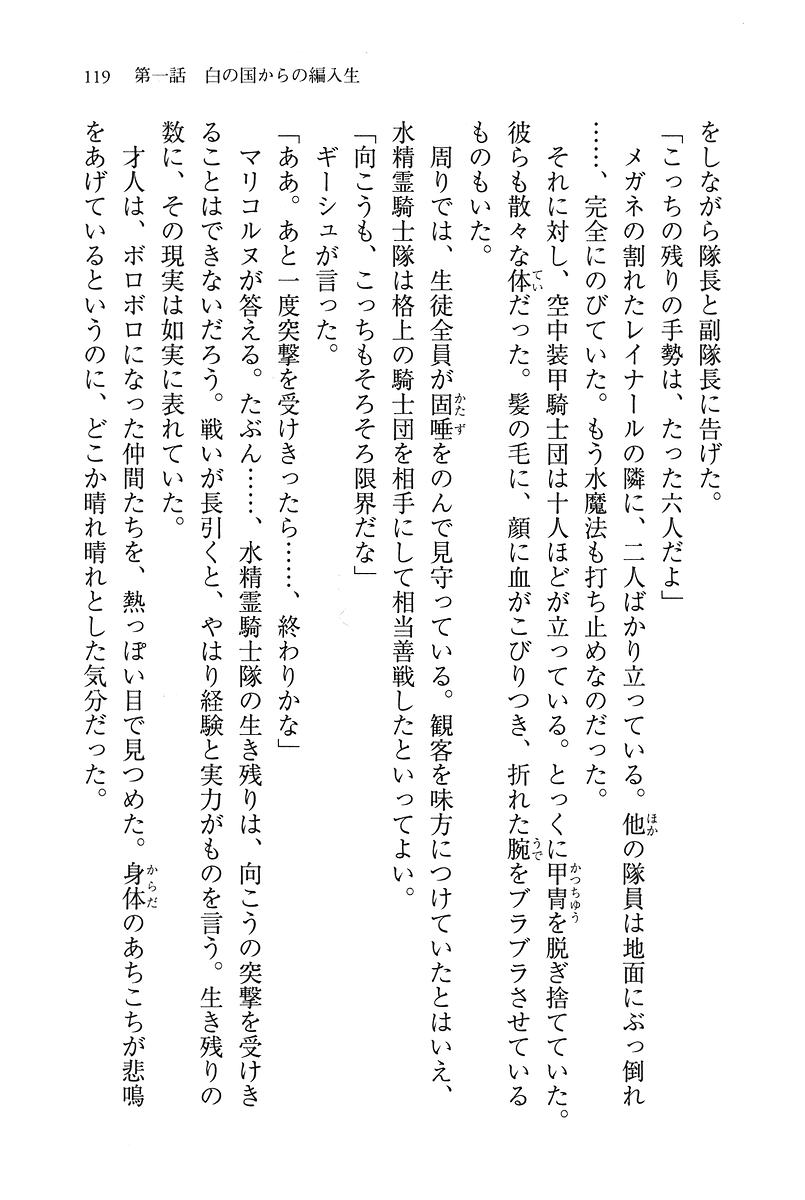 119　第一話　白の国からの編入生
をしながら隊長と副隊長に告げた。
「こっちの残りの手勢は、たった六人だよ」
　メガネの割れたレイナールの隣に、二人ばかり立っている。他の隊員は地面にぶっ倒れ
……、完全にのびていた。もう水魔法も打ち止めなのだった。
　それに対し、空中装甲騎士団は十人ほどが立っている。とっくに甲冑を脱ぎ捨てていた。
彼らも散々な体だった。髪の毛に、顔に血がこびりつき、折れた腕をブラブラさせている
ものもいた。
　周りでは、生徒全員が固唾をのんで見守っている。観客を味方につけていたとはいえ、
水精霊騎士隊は格上の騎士団を相手にして相当善戦したといってよい。
「向こうも、こっちもそろそろ限界だな」
　ギーシュが言った。
「ああ。あと一度突撃を受けきったら……、終わりかな」
　マリコルヌが答える。たぶん……、水精霊騎士隊の生き残りは、向こうの突撃を受けき
ることはできないだろう。戦いが長引くと、やはり経験と実力がものを言う。生き残りの
数に、その現実は如実に表れていた。
　才人は、ボロボロになった仲間たちを、熱っぽい目で見つめた。身体のあちこちが悲鳴
をあげているというのに、どこか晴れ晴れとした気分だった。